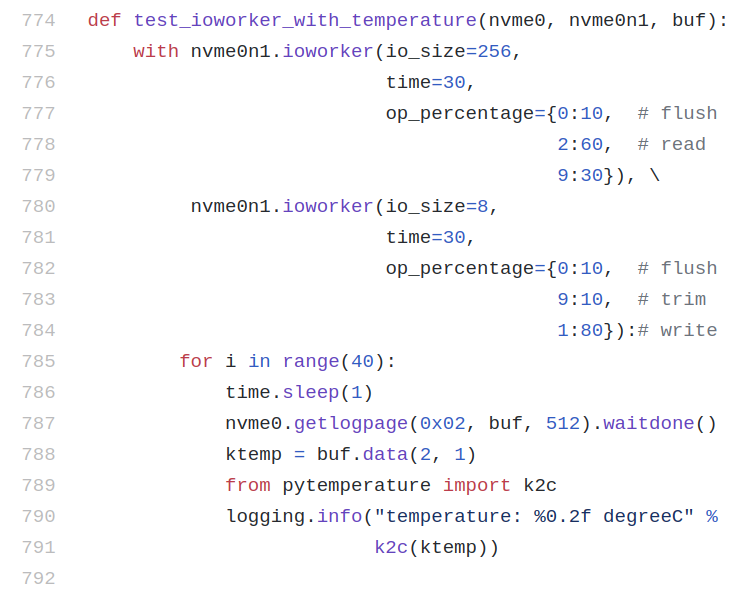 774 def test_ioworker_with_temperature(nvme0, nvme0n1, buf):
775     with nvme0n1.ioworker(io_size=256,
776                           time=30,
777                           op_percentage={0:10,  # flush
778                                          2:60,  # read
779                                          9:30}), \
780          nvme0n1.ioworker(io_size=8,
781                           time=30,
782                           op_percentage={0:10,  # flush
783                                          9:10,  # trim
784                                          1:80}):# write
785         for i in range(40):
786             time.sleep(1)
787             nvme0.getlogpage(0x02, buf, 512).waitdone()
788             ktemp = buf.data(2, 1)
789             from pytemperature import k2c
790             logging.info("temperature: %0.2f degreeC" %
791                          k2c(ktemp))
792